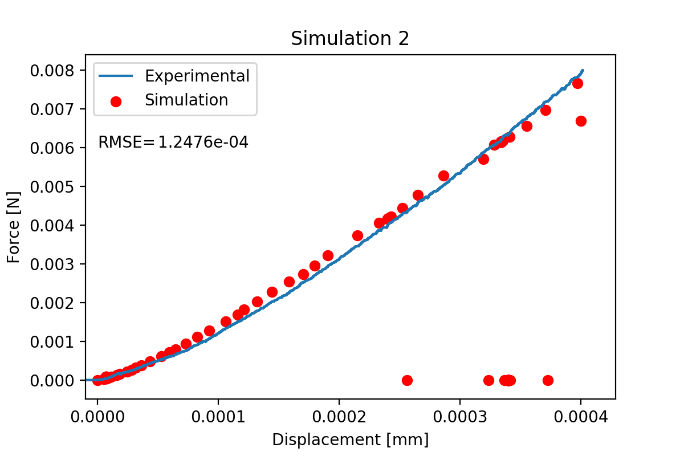 Simulation 2
Experimental
Simulation
RMSE=1.2476e-04
0.008
0.007
0.006
0.005
0.004
0.003
0.002
0.001
0.000
Force [N]
0.0000 0.0001 0.0002 0.0003 0.0004
Displacement [mm]